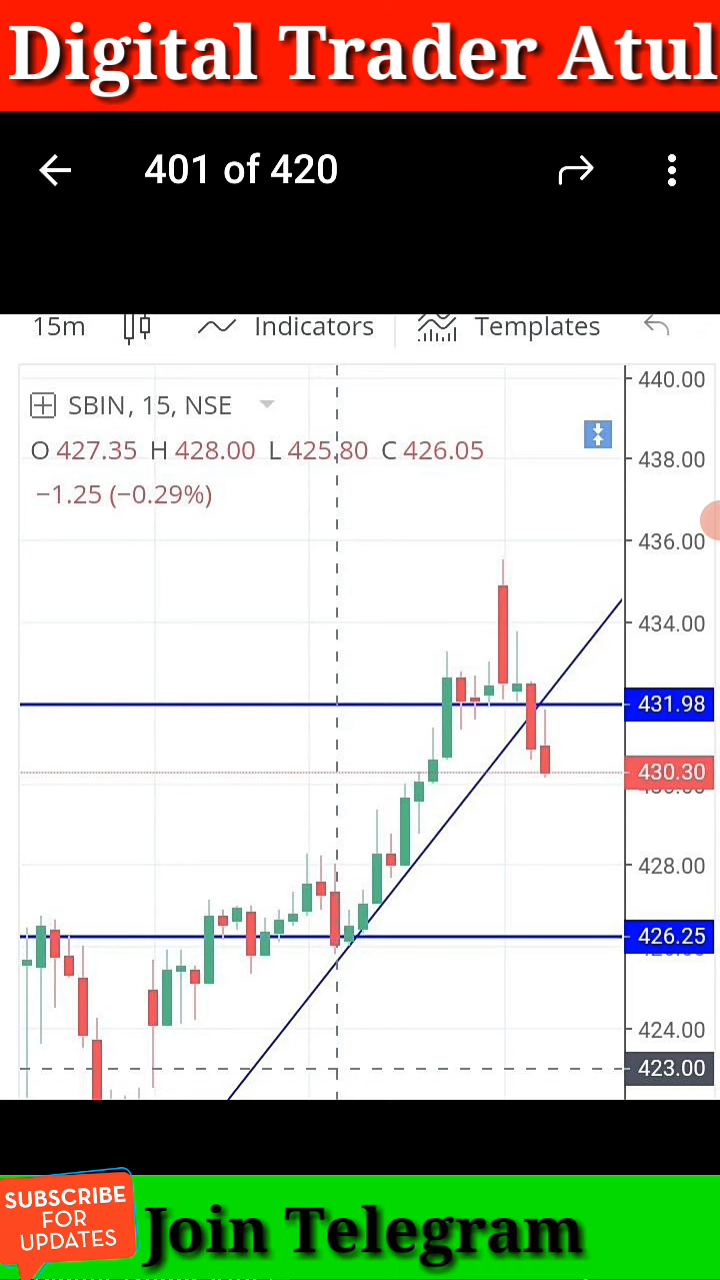 Digital Trader Atul
401 of 420
15m Indicators Templates
440.00
SBIN, 15, NSE
O 427.35 H 428.00 L 425.80 C 426.05
438.00
−1.25 (−0.29%)
436.00
434.00
431.98
430.30
428.00
426.25
424.00
423.00
SUBSCRIBE
FOR
UPDATES
Join Telegram